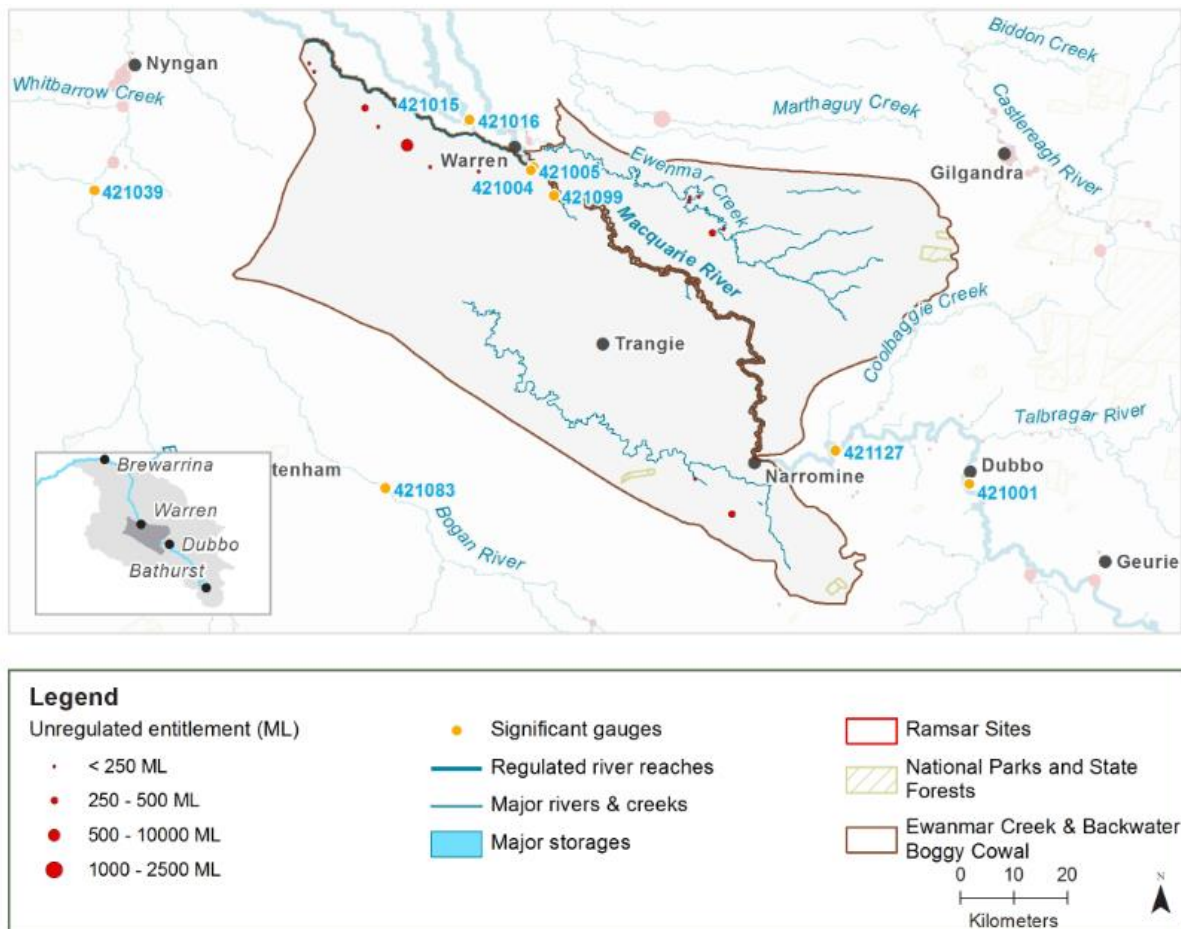 Biddon Creek
Nyngan
Whitbarrow Creek
421015
Marthaguy Creek
Castlereagh River
421016
Warren
Ewenmar Creek
Gilgandra
421005
421004
421099
421039
Macquarie River
Coolbaggie Creek
Trangie
Talbragar River
421127
Dubbo
421001
Narromine
tenham
421083
Bogan River
Geurie
Brewarrina
Warren
Dubbo
Bathurst
Legend
Unregulated entitlement (ML)
< 250 ML
250 - 500 ML
500 - 10000 ML
1000 - 2500 ML
Significant gauges
Regulated river reaches
Major rivers & creeks
Major storages
Ramsar Sites
National Parks and State
Forests
Ewanmar Creek & Backwater
Boggy Cowal
0 10 20
Kilometers
N